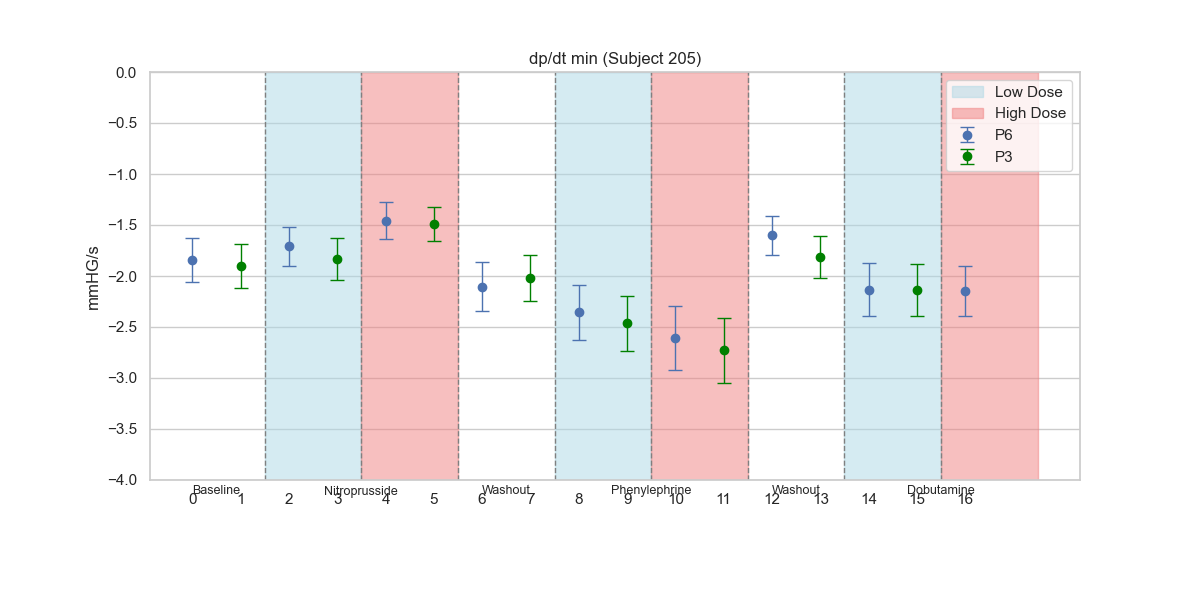 dp/dt min (Subject 205)
0.0
−0.5
−1.0
−1.5
−2.0
−2.5
−3.0
−3.5
−4.0
mmHG/s
Low Dose
High Dose
P6
P3
Baseline Nitroprusside Washout Phenylephrine Washout Dobutamine
0 1 2 3 4 5 6 7 8 9 10 11 12 13 14 15 16